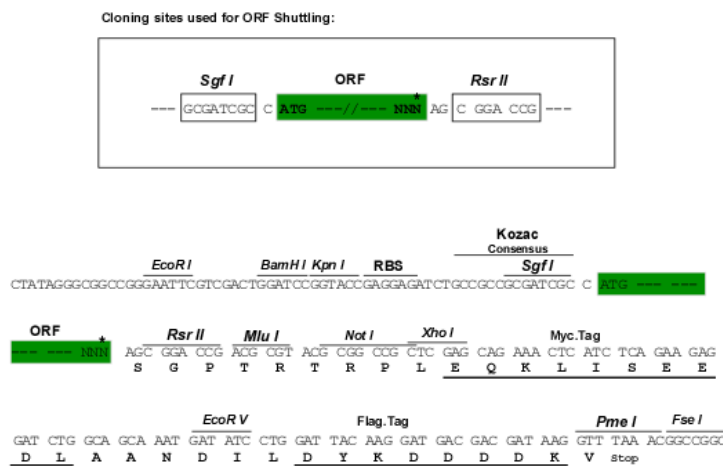 Cloning sites used for ORF Shuttling:
Sgf I ORF Rsr II
--- GCGATCGC C ATG ---//--- NNN* AG C GGA CCG ---
Kozac
Consensus
EcoR I BamH I Kpn I RBS Sgf I
CTATAGGGCGGCCGGGAATTCGTCGACTGGATCCGGTACCGAGGAGATCTGCCGCCGCGATCGC C ATG --- ---
ORF Rsr II Mlu I Not I Xho I Myc.Tag
--- --- NNN* AGC GGA CCG ACG CGT ACG CGG CCG CTC GAG CAG AAA CTC ATC TCA GAA GAG
S G P T R T R P L E Q K L I S E E
EcoR V Flag.Tag Pme I Fse I
GAT CTG GCA GCA AAT GAT ATC CTG GAT TAC AAG GAT GAC GAC GAT AAG GTT TAA ACGGCCGGC
D L A A N D I L D Y K D D D D K V Stop